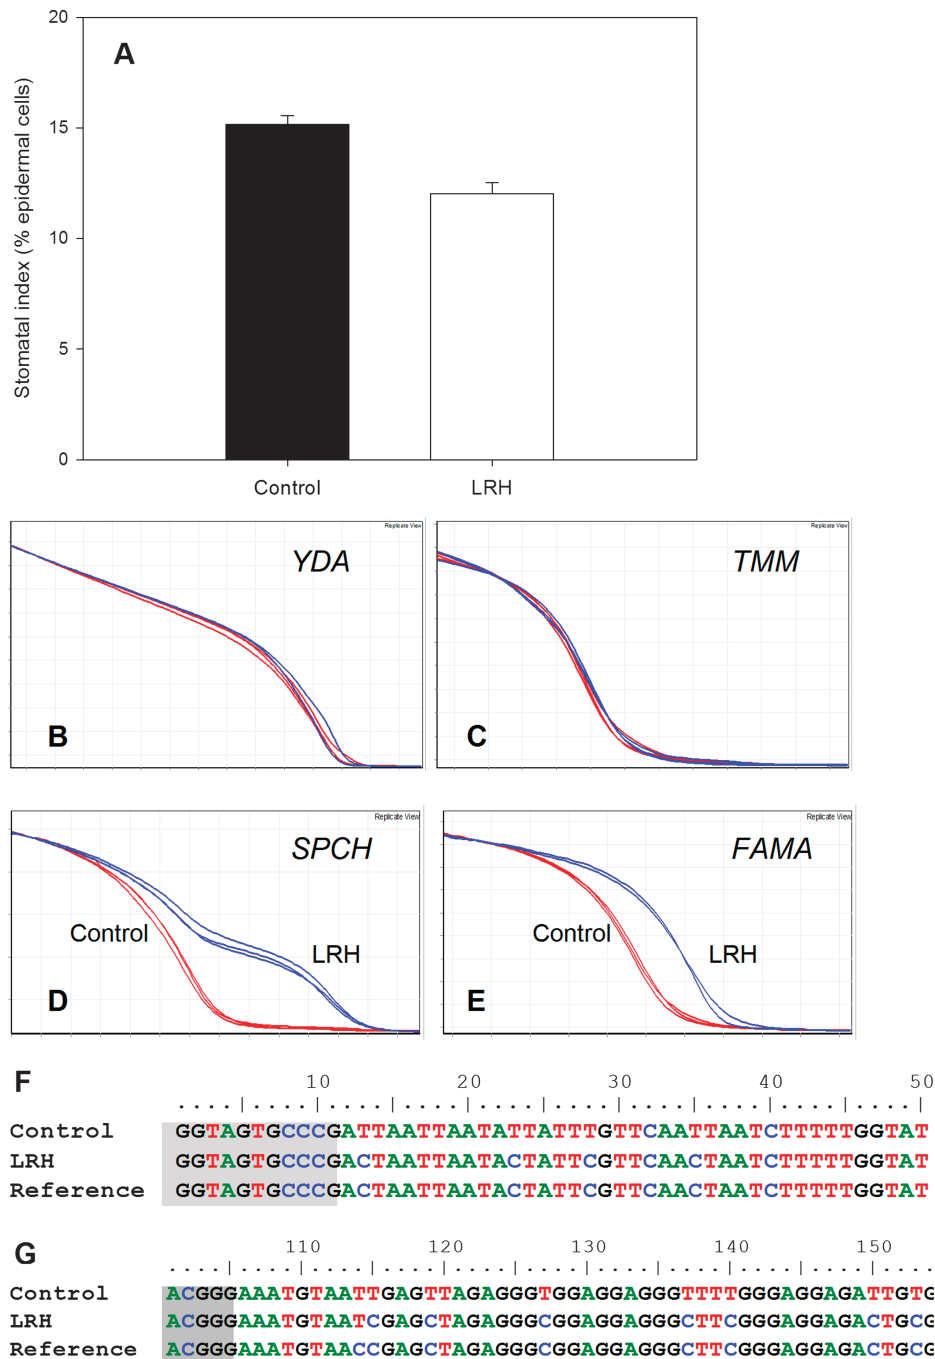 20
A
15
10
5
0
Stomatal index (% epidermal cells)
Control
LRH
Replicate View
YDA
B
Replicate View
TMM
C
Replicate View
SPCH
Control
LRH
D
Replicate View
FAMA
Control
LRH
E
F
10 20 30 40 50
Control GGTAGTGCCCGATTAATTAATATTATTTGTTCAATTAATCTTTTTGGTAT
LRH GGTAGTGCCCGACTAATTAATACTATTCGTTCAACTAATCTTTTTGGTAT
Reference GGTAGTGCCCGACTAATTAATACTATTCGTTCAACTAATCTTTTTGGTAT
G
110 120 130 140 150
Control ACGGGAAATGTAATTGAGTTAGAGGGTGGAGGAGGGTTTTGGGAGGAGATTGTG
LRH ACGGGAAATGTAATCGAGCTAGAGGGCGGAGGAGGGCTTCGGGAGGAGACTGCG
Reference ACGGGAAATGTAACCGAGCTAGAGGGCGGAGGAGGGCTTCGGGAGGAGACTGCG